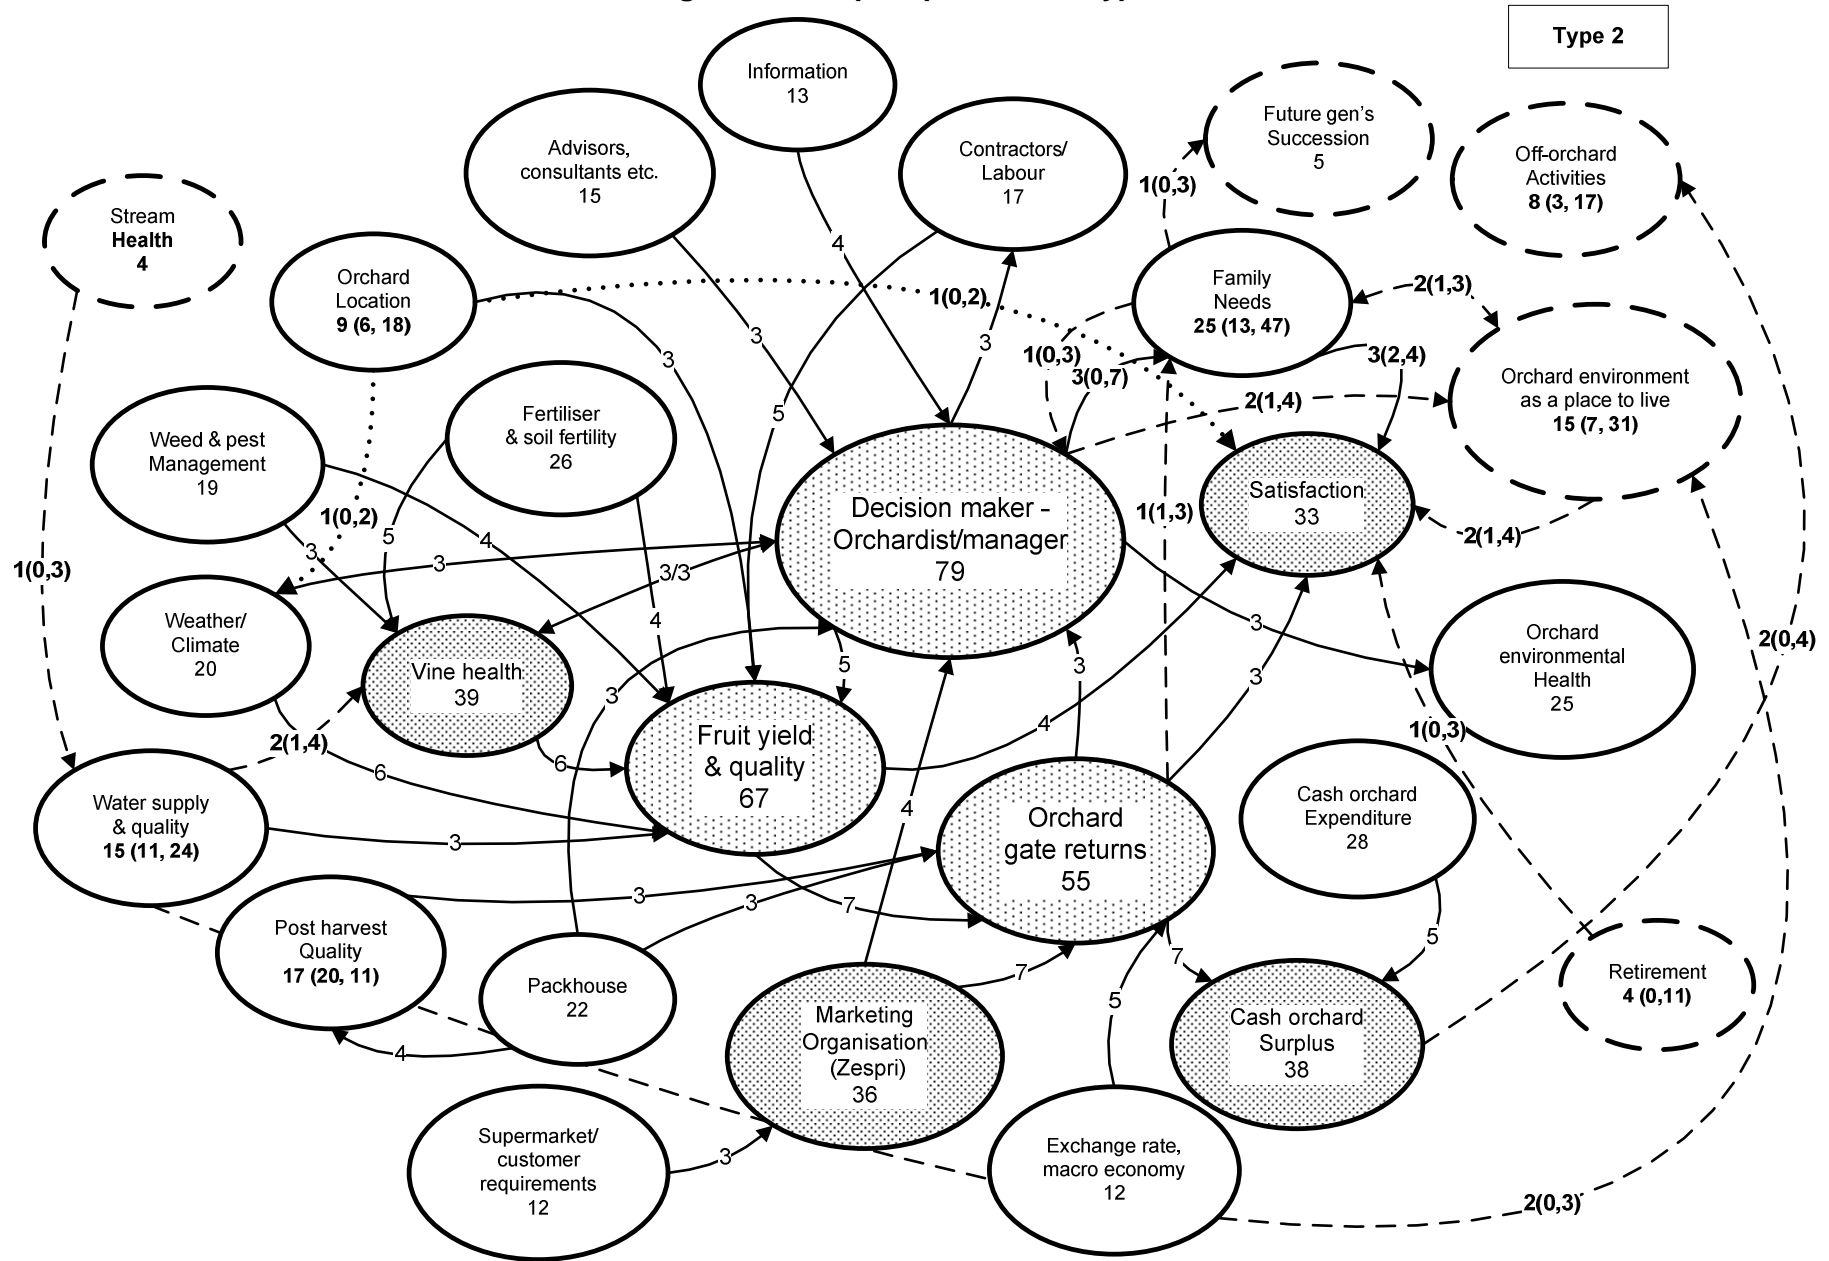 Type 2
Information
13
Advisors,
consultants etc.
15
Contractors/
Labour
17
Future gen's
Succession
5
Off-orchard
Activities
8 (3, 17)
Stream
Health
4
Orchard
Location
9 (6, 18)
Family
Needs
25 (13, 47)
1(0,3)
2(1,3)
1(0,2)
4
3
3
3
1(0,3)
3(0,7)
3(2,4)
2(1,4)
Orchard environment
as a place to live
15 (7, 31)
Weed & pest
Management
19
Fertiliser
& soil fertility
26
5
Decision maker -
Orchardist/manager
79
Satisfaction
33
1(1,3)
2(1,4)
1(0,2)
5
4
3
3
3/3
4
1(0,3)
Weather/
Climate
20
Vine health
39
5
3
3
3
3
Orchard
environmental
Health
25
2(0,4)
2(1,4)
6
6
Fruit yield
& quality
67
4
4
1(0,3)
Water supply
& quality
15 (11, 24)
3
Orchard
gate returns
55
Cash orchard
Expenditure
28
3
3
7
Post harvest
Quality
17 (20, 11)
4
Packhouse
22
7
5
7
5
Marketing
Organisation
(Zespri)
36
Cash orchard
Surplus
38
Retirement
4 (0,11)
Supermarket/
customer
requirements
12
3
Exchange rate,
macro economy
12
2(0,3)